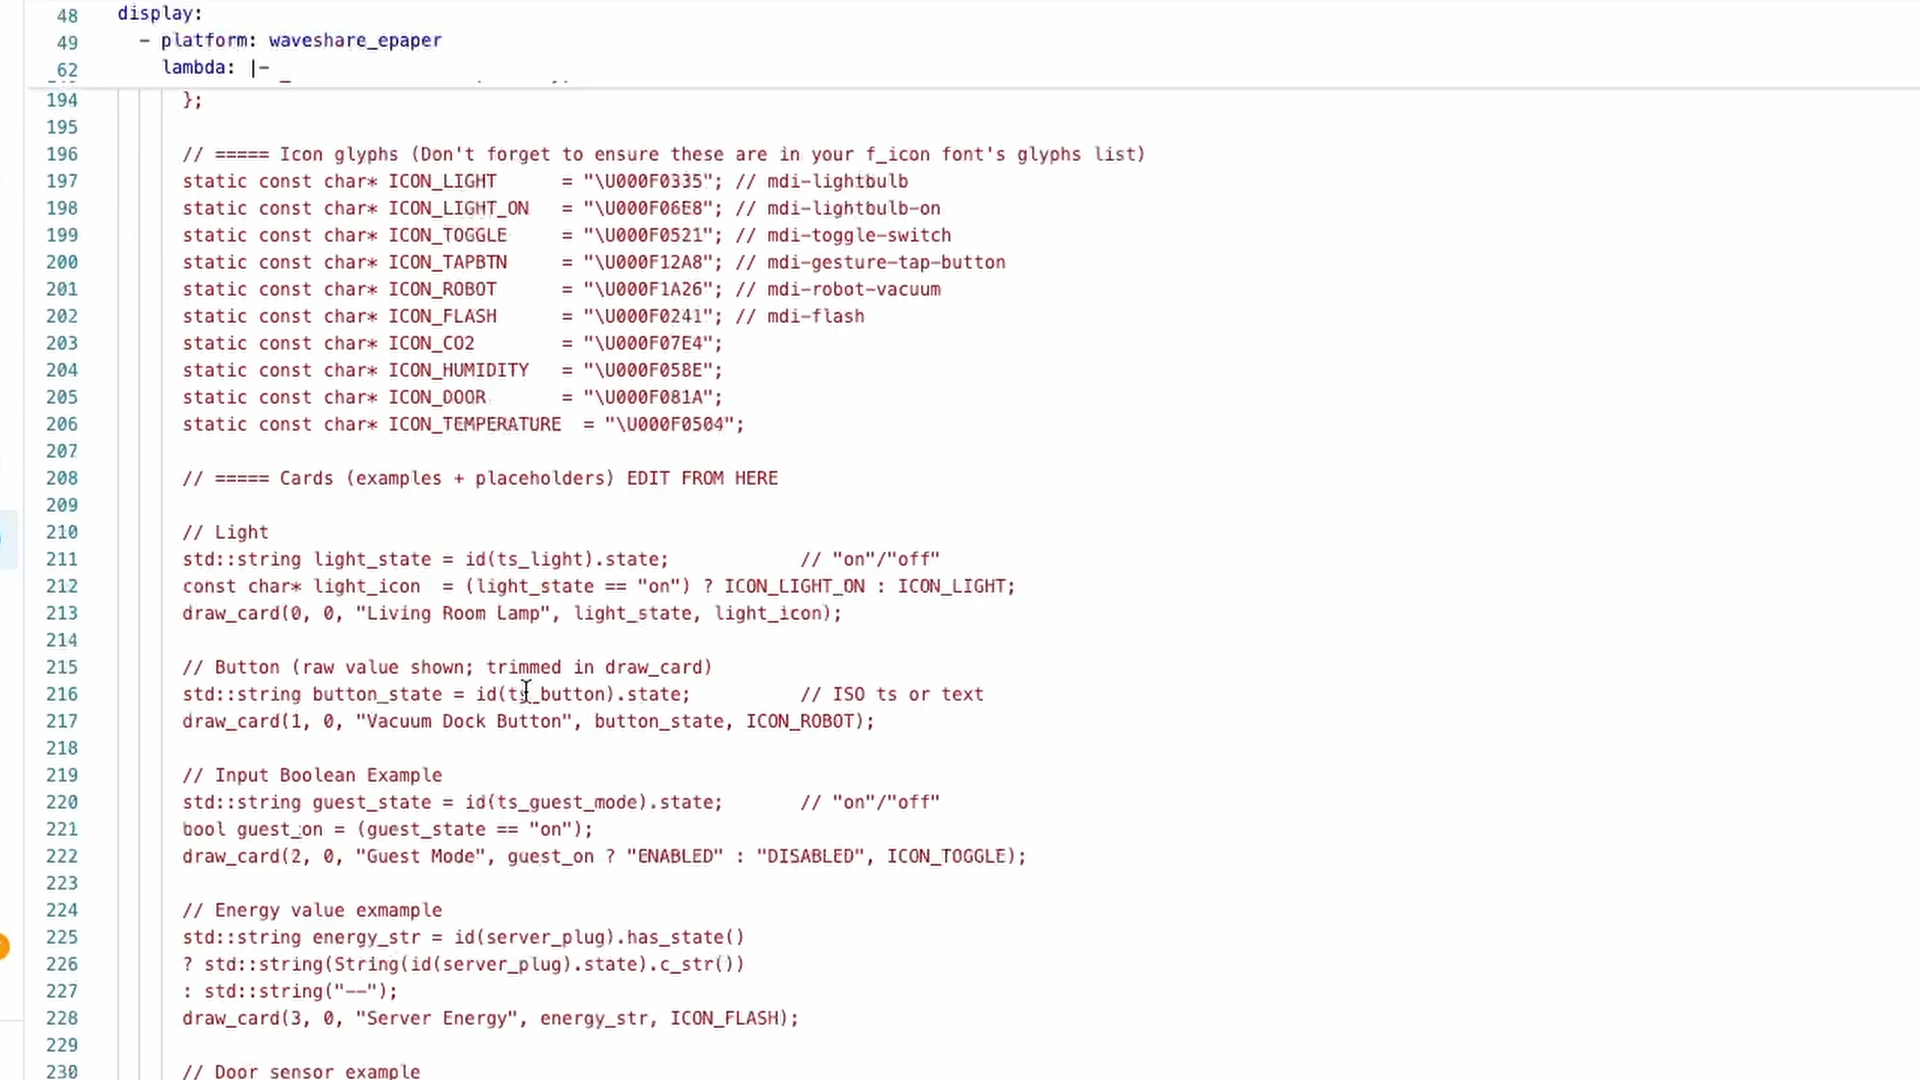 48 display:
49 - platform: waveshare_epaper
62 lambda: |-
194 };
195
196 // ===== Icon glyphs (Don't forget to ensure these are in your f_icon font's glyphs list)
197 static const char* ICON_LIGHT = "\U000F0335"; // mdi-lightbulb
198 static const char* ICON_LIGHT_ON = "\U000F06E8"; // mdi-lightbulb-on
199 static const char* ICON_TOGGLE = "\U000F0521"; // mdi-toggle-switch
200 static const char* ICON_TAPBTN = "\U000F12A8"; // mdi-gesture-tap-button
201 static const char* ICON_ROBOT = "\U000F1A26"; // mdi-robot-vacuum
202 static const char* ICON_FLASH = "\U000F0241"; // mdi-flash
203 static const char* ICON_CO2 = "\U000F07E4";
204 static const char* ICON_HUMIDITY = "\U000F058E";
205 static const char* ICON_DOOR = "\U000F081A";
206 static const char* ICON_TEMPERATURE = "\U000F0504";
207
208 // ===== Cards (examples + placeholders) EDIT FROM HERE
209
210 // Light
211 std::string light_state = id(ts_light).state; // "on"/"off"
212 const char* light_icon = (light_state == "on") ? ICON_LIGHT_ON : ICON_LIGHT;
213 draw_card(0, 0, "Living Room Lamp", light_state, light_icon);
214
215 // Button (raw value shown; trimmed in draw_card)
216 std::string button_state = id(ts_button).state; // ISO ts or text
217 draw_card(1, 0, "Vacuum Dock Button", button_state, ICON_ROBOT);
218
219 // Input Boolean Example
220 std::string guest_state = id(ts_guest_mode).state; // "on"/"off"
221 bool guest_on = (guest_state == "on");
222 draw_card(2, 0, "Guest Mode", guest_on ? "ENABLED" : "DISABLED", ICON_TOGGLE);
223
224 // Energy value exmample
225 std::string energy_str = id(server_plug).has_state()
226 ? std::string(String(id(server_plug).state).c_str())
227 : std::string("--");
228 draw_card(3, 0, "Server Energy", energy_str, ICON_FLASH);
229
230 // Door sensor example